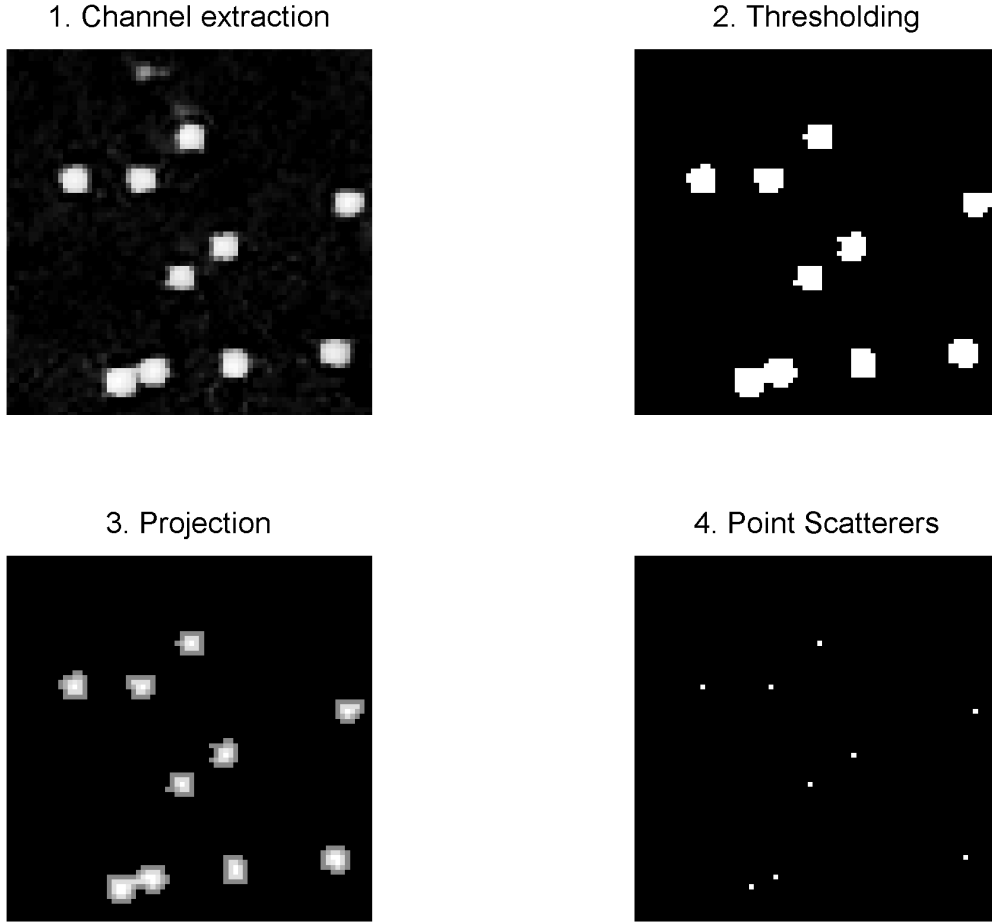 1. Channel extraction
2. Thresholding
3. Projection
4. Point Scatterers